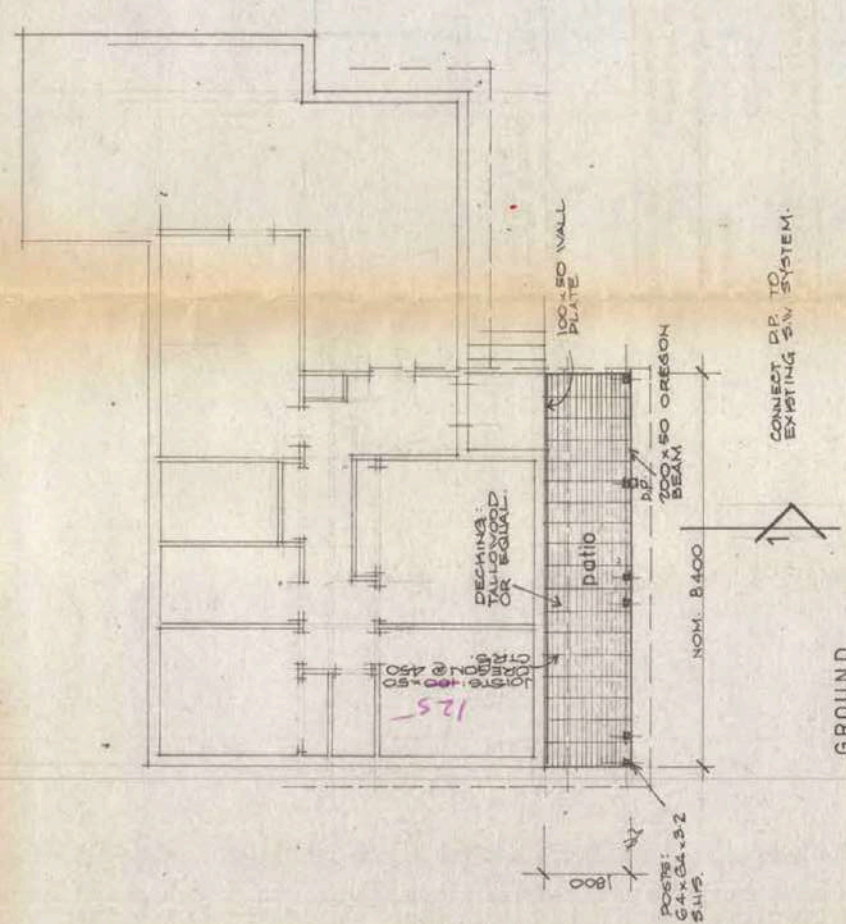 100 x 50 WALL
PLATE
DECKING:
TALLOWOOD
OR EQUAL.
JOISTS: 100 x 50
OREGON @ 450
CTRS.
125
patio
D.P.
200 x 50 OREGON
BEAM
CONNECT D.P. TO
EXISTING S.W. SYSTEM.
1
NOM. 8400
1800
POSTS:
64 x 64 x 3.2
S.H.S.
GROUND